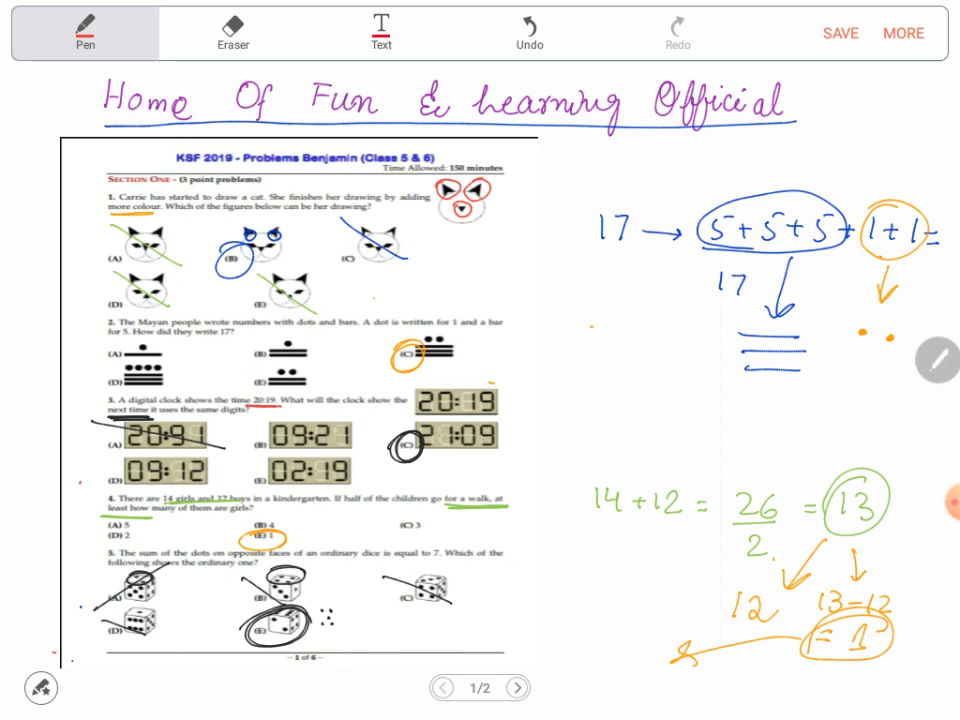 Pen
Eraser
T
Text
Undo
Redo
SAVE
MORE
Home Of Fun & Learning Official
KSF 2019 - Problems Benjamin (Class 5 & 6)
Time Allowed: 150 minutes
SECTION ONE - (3 point problems)
1. Carrie has started to draw a cat. She finishes her drawing by adding
more colour. Which of the figures below can be her drawing?
(A)
(B)
(C)
(D)
(E)
2. The Mayan people wrote numbers with dots and bars. A dot is written for 1 and a bar
for 5. How did they write 17?
(A)
(B)
(C)
(D)
(E)
3. A digital clock shows the time 20:19. What will the clock show the
next time it uses the same digits?
20:19
(A) 20:91
(B) 09:21
(C) 21:09
(D) 09:12
(E) 02:19
4. There are 14 girls and 12 boys in a kindergarten. If half of the children go for a walk, at
least how many of them are girls?
(A) 5
(B) 4
(C) 3
(D) 2
(E) 1
5. The sum of the dots on opposite faces of an ordinary dice is equal to 7. Which of the
following shows the ordinary one?
(A)
(B)
(C)
(D)
(E)
– 1 of 6 –
17 → 5+5+5+1+1=
17
14+12 = 26/2 = 13
12
13-12
= 1
1/2